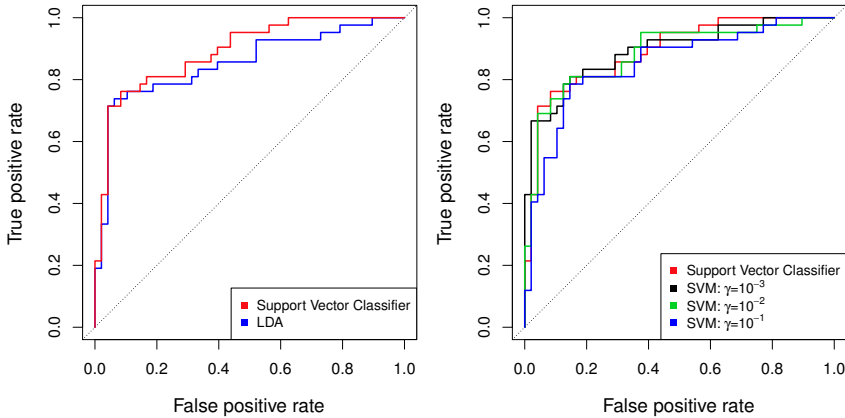 True positive rate
0.0
0.2
0.4
0.6
0.8
1.0
Support Vector Classifier
LDA
0.0
0.2
0.4
0.6
0.8
1.0
False positive rate
True positive rate
0.0
0.2
0.4
0.6
0.8
1.0
Support Vector Classifier
SVM: γ=10⁻³
SVM: γ=10⁻²
SVM: γ=10⁻¹
0.0
0.2
0.4
0.6
0.8
1.0
False positive rate